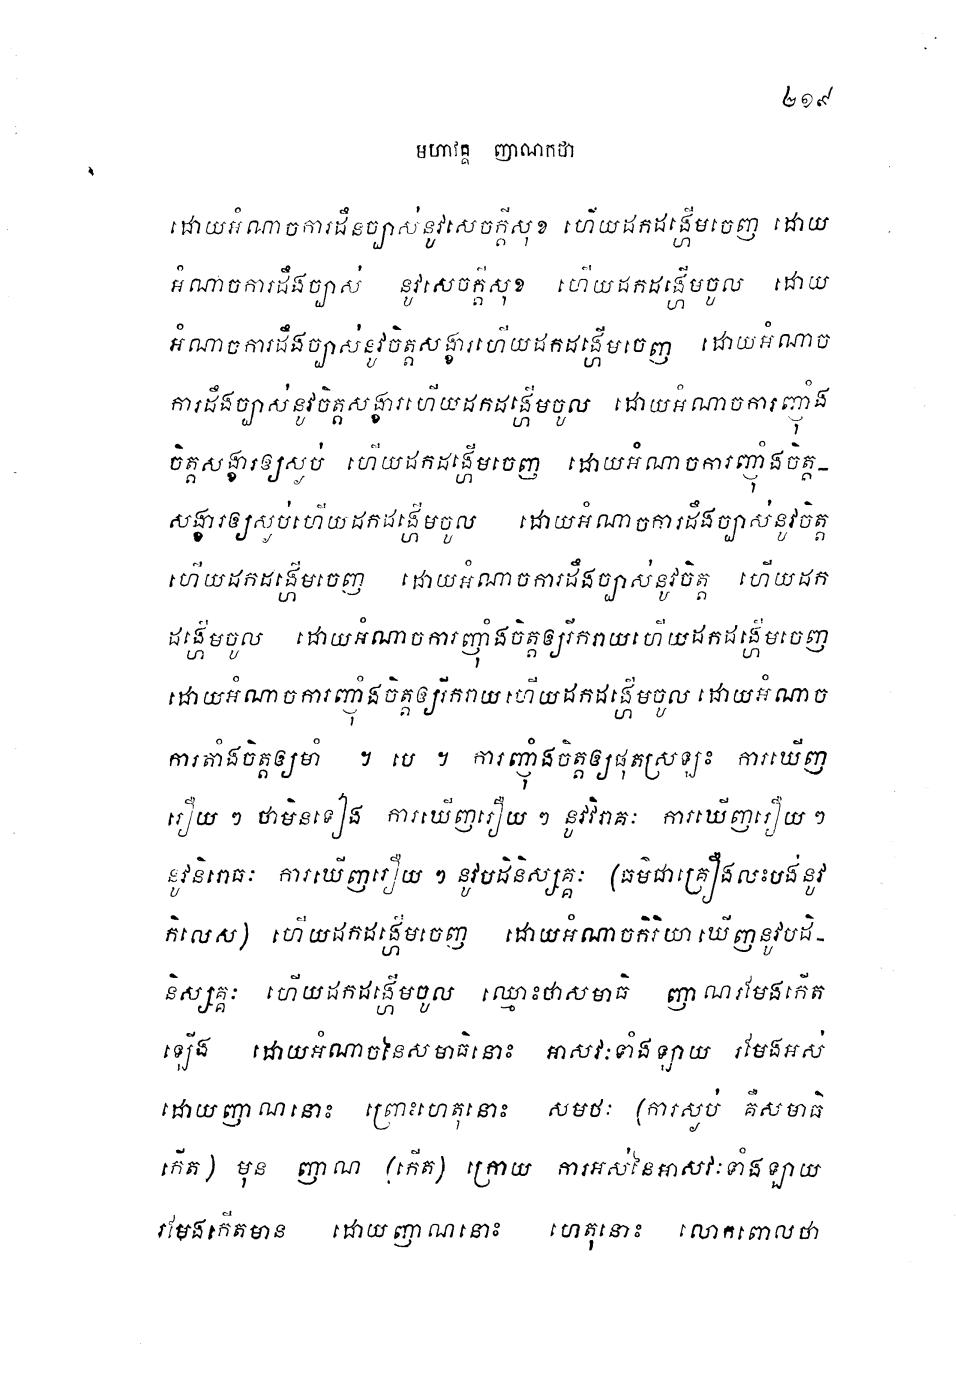 ២១៩
មហាវគ្គ ញាណកថា
ដោយអំណាចការដឹងច្បាស់នូវសេចក្តីសុខ ហើយដកដង្ហើមចេញ ដោយ
អំណាចការដឹងច្បាស់ នូវសេចក្តីសុខ ហើយដកដង្ហើមចូល ដោយ
អំណាចការដឹងច្បាស់នូវចិត្តសង្ខារហើយដកដង្ហើមចេញ ដោយអំណាច
ការដឹងច្បាស់នូវចិត្តសង្ខារហើយដកដង្ហើមចូល ដោយអំណាចការញ៉ាំង
ចិត្តសង្ខារឲ្យស្ងប់ ហើយដកដង្ហើមចេញ ដោយអំណាចការញ៉ាំងចិត្ត-
សង្ខារឲ្យស្ងប់ហើយដកដង្ហើមចូល ដោយអំណាចការដឹងច្បាស់នូវចិត្ត
ហើយដកដង្ហើមចេញ ដោយអំណាចការដឹងច្បាស់នូវចិត្ត ហើយដក
ដង្ហើមចូល ដោយអំណាចការញ៉ាំងចិត្តឲ្យរីករាយហើយដកដង្ហើមចេញ
ដោយអំណាចការញ៉ាំងចិត្តឲ្យរីករាយហើយដកដង្ហើមចូល ដោយអំណាច
ការតាំងចិត្តឲ្យមាំ ។ បេ ។ ការញ៉ាំងចិត្តឲ្យផុតស្រឡះ ការឃើញ
រឿយ ៗ ថាមិនទៀង ការឃើញរឿយ ៗ នូវវិរាគៈ ការឃើញរឿយ ៗ
នូវនិរោធៈ ការឃើញរឿយ ៗ នូវបដិនិស្សគ្គៈ (ធម៌ជាគ្រឿងលះបង់នូវ
កិលេស) ហើយដកដង្ហើមចេញ ដោយអំណាចកិរិយាឃើញនូវបដិ-
និស្សគ្គៈ ហើយដកដង្ហើមចូល ឈ្មោះថាសមាធិ ញាណរមែងកើត
ឡើង ដោយអំណាចនៃសមាធិនោះ អាសវៈទាំងឡាយ រមែងអស់
ដោយញាណនោះ ព្រោះហេតុនោះ សមថៈ (ការស្ងប់ គឺសមាធិ
កើត) មុន ញាណ (កើត) ក្រោយ ការអស់នៃអាសវៈទាំងឡាយ
រមែងកើតមាន ដោយញាណនោះ ហេតុនោះ លោកពោលថា